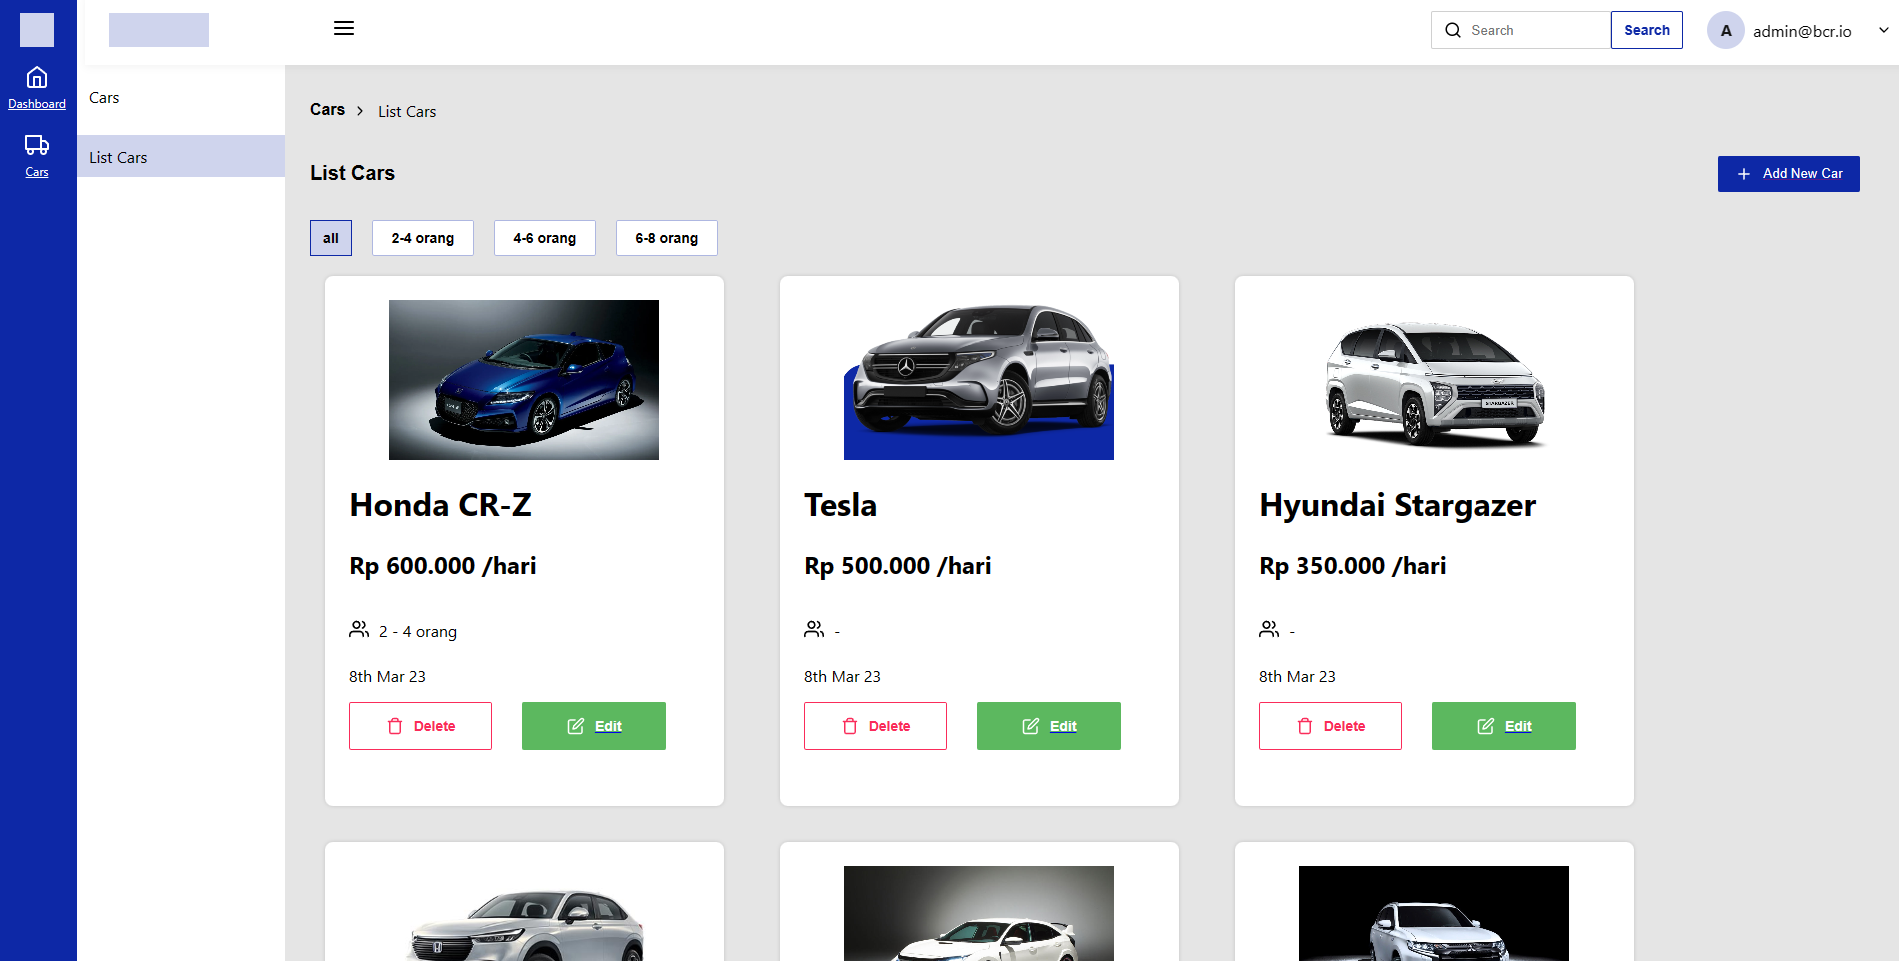 Search
Search
A
admin@bcr.io
Dashboard
Cars
Cars
List Cars
Cars > List Cars
List Cars
Add New Car
all
2-4 orang
4-6 orang
6-8 orang
Honda CR-Z
Rp 600.000 /hari
2 - 4 orang
8th Mar 23
Delete
Edit
Tesla
Rp 500.000 /hari
-
8th Mar 23
Delete
Edit
STARGAZER
Hyundai Stargazer
Rp 350.000 /hari
-
8th Mar 23
Delete
Edit